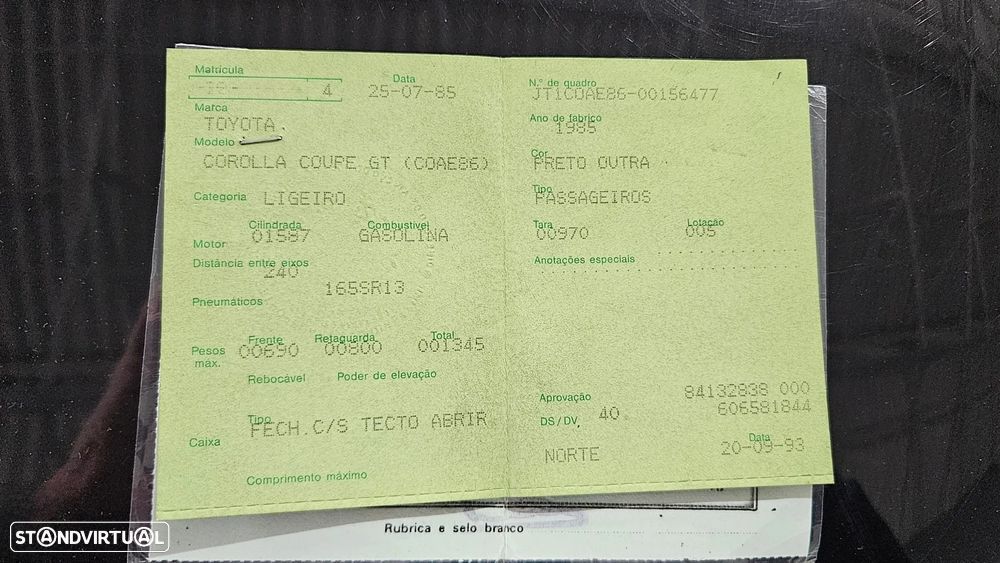 Matrícula
4
Data
25-07-85
Marca
TOYOTA
Modelo
COROLLA COUPE GT (COAE86)
Categoria LIGEIRO
Cilindrada Combustível
Motor 01587 GASOLINA
Distância entre eixos
240
165SR13
Pneumáticos
Frente Retaguarda Total
Pesos máx. 00690 00800 001345
Rebocável Poder de elevação
Tipo
FECH.C/S TECTO ABRIR
Caixa
Comprimento máximo
N.º de quadro
JT1COAE86-00156477
Ano de fabrico
1985
Cor
PRETO OUTRA
Tipo
PASSAGEIROS
Tara Lotação
00970 005
Anotações especiais
Aprovação 84132838 000
DS/DV 40 606581844
Data
NORTE 20-09-93
Rubrica e selo branco
STANDVIRTUAL